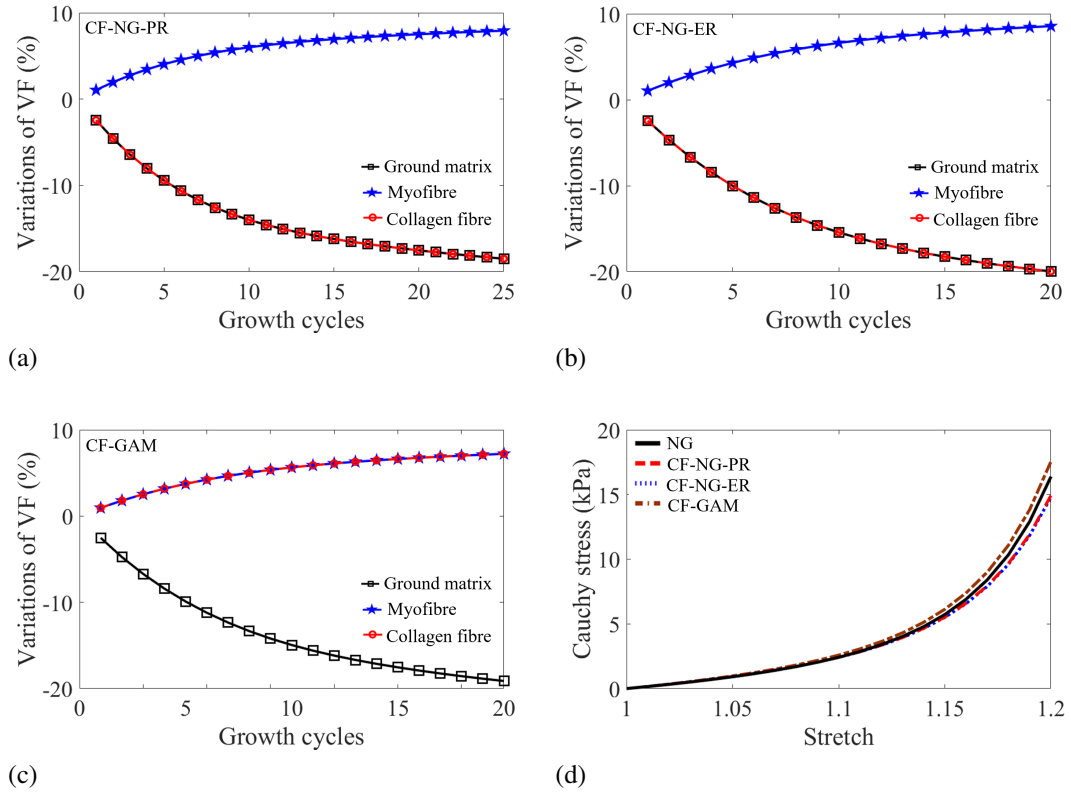 CF-NG-PR
Variations of VF (%)
10
0
-10
-20
Ground matrix
Myofibre
Collagen fibre
0 5 10 15 20 25
Growth cycles
(a)
CF-NG-ER
Variations of VF (%)
10
0
-10
-20
Ground matrix
Myofibre
Collagen fibre
0 5 10 15 20
Growth cycles
(b)
CF-GAM
Variations of VF (%)
10
0
-10
-20
Ground matrix
Myofibre
Collagen fibre
0 5 10 15 20
Growth cycles
(c)
Cauchy stress (kPa)
20
15
10
5
0
NG
CF-NG-PR
CF-NG-ER
CF-GAM
1 1.05 1.1 1.15 1.2
Stretch
(d)